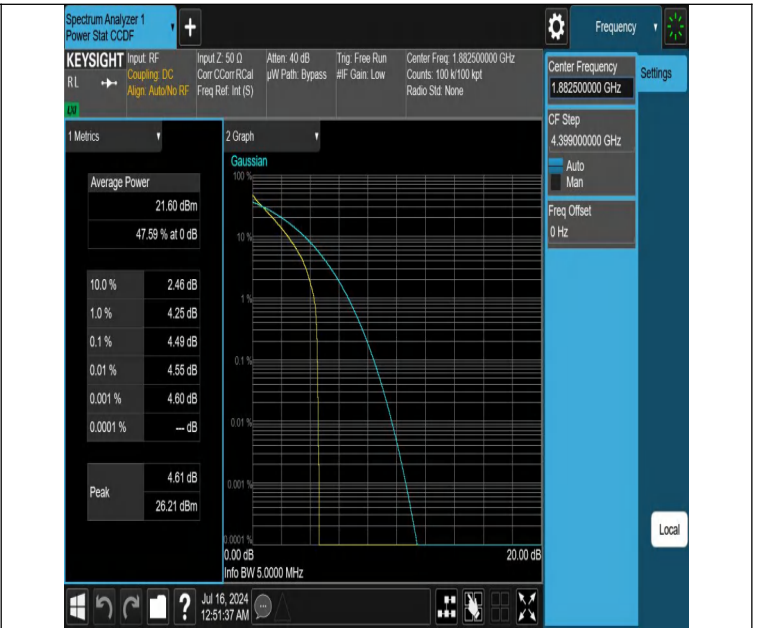 Spectrum Analyzer 1
Power Stat CCDF
+
Frequency
KEYSIGHT
RL
Input: RF
Coupling: DC
Align: Auto/No RF
Input Z: 50 Ω
Corr CCorr RCal
Freq Ref: Int (S)
Atten: 40 dB
µW Path: Bypass
Trig: Free Run
#IF Gain: Low
Center Freq: 1.882500000 GHz
Counts: 100 k/100 kpt
Radio Std: None
Center Frequency
1.882500000 GHz
Settings
CF Step
4.399000000 GHz
Auto
Man
Freq Offset
0 Hz
1 Metrics
Average Power
21.60 dBm
47.59 % at 0 dB
10.0 % 2.46 dB
1.0 % 4.25 dB
0.1 % 4.49 dB
0.01 % 4.55 dB
0.001 % 4.60 dB
0.0001 % --- dB
Peak
4.61 dB
26.21 dBm
2 Graph
Gaussian
100 %
10 %
1 %
0.1 %
0.01 %
0.001 %
0.0001 %
0.00 dB 20.00 dB
Info BW 5.0000 MHz
Local
?
Jul 16, 2024
12:51:37 AM